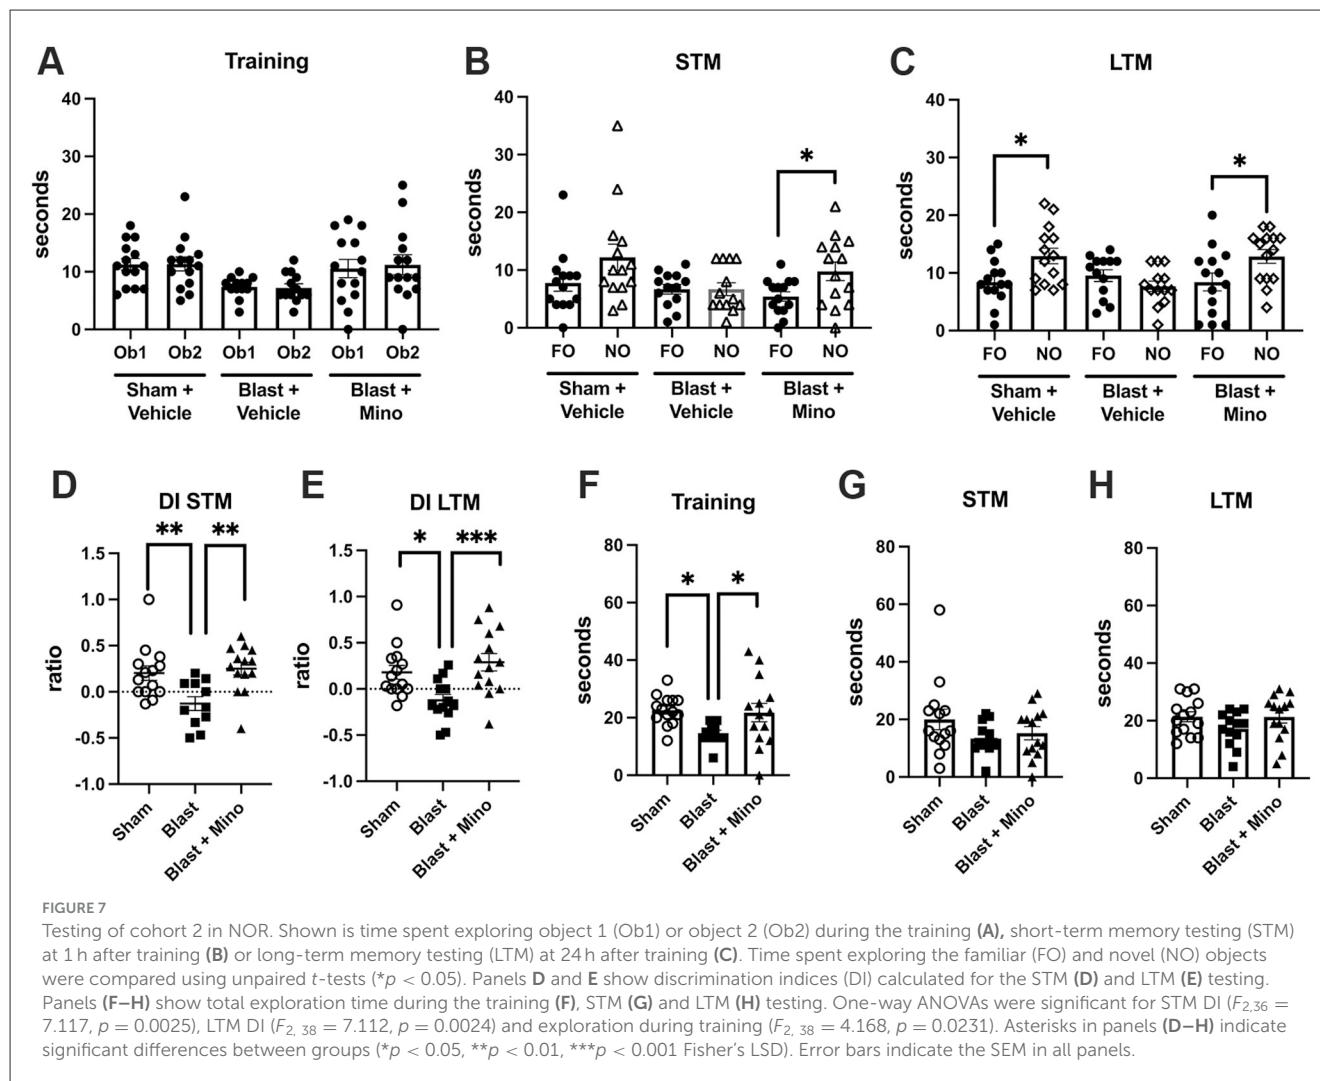 A
Training
seconds
40
30
20
10
0
Ob1 Ob2 Ob1 Ob2 Ob1 Ob2
Sham + Vehicle
Blast + Vehicle
Blast + Mino
B
STM
seconds
40
30
20
10
0
*
FO NO FO NO FO NO
Sham + Vehicle
Blast + Vehicle
Blast + Mino
C
LTM
seconds
40
30
20
10
0
*
*
FO NO FO NO FO NO
Sham + Vehicle
Blast + Vehicle
Blast + Mino
D
DI STM
ratio
1.5
1.0
0.5
0.0
-0.5
-1.0
** **
Sham
Blast
Blast + Mino
E
DI LTM
ratio
1.5
1.0
0.5
0.0
-0.5
-1.0
* ***
Sham
Blast
Blast + Mino
F
Training
seconds
80
60
40
20
0
* *
Sham
Blast
Blast + Mino
G
STM
seconds
80
60
40
20
0
Sham
Blast
Blast + Mino
H
LTM
seconds
80
60
40
20
0
Sham
Blast
Blast + Mino
FIGURE 7
Testing of cohort 2 in NOR. Shown is time spent exploring object 1 (Ob1) or object 2 (Ob2) during the training (A), short-term memory testing (STM)
at 1 h after training (B) or long-term memory testing (LTM) at 24 h after training (C). Time spent exploring the familiar (FO) and novel (NO) objects
were compared using unpaired t-tests (*p < 0.05). Panels D and E show discrimination indices (DI) calculated for the STM (D) and LTM (E) testing.
Panels (F–H) show total exploration time during the training (F), STM (G) and LTM (H) testing. One-way ANOVAs were significant for STM DI (F2,36 =
7.117, p = 0.0025), LTM DI (F2, 38 = 7.112, p = 0.0024) and exploration during training (F2, 38 = 4.168, p = 0.0231). Asterisks in panels (D–H) indicate
significant differences between groups (*p < 0.05, **p < 0.01, ***p < 0.001 Fisher's LSD). Error bars indicate the SEM in all panels.